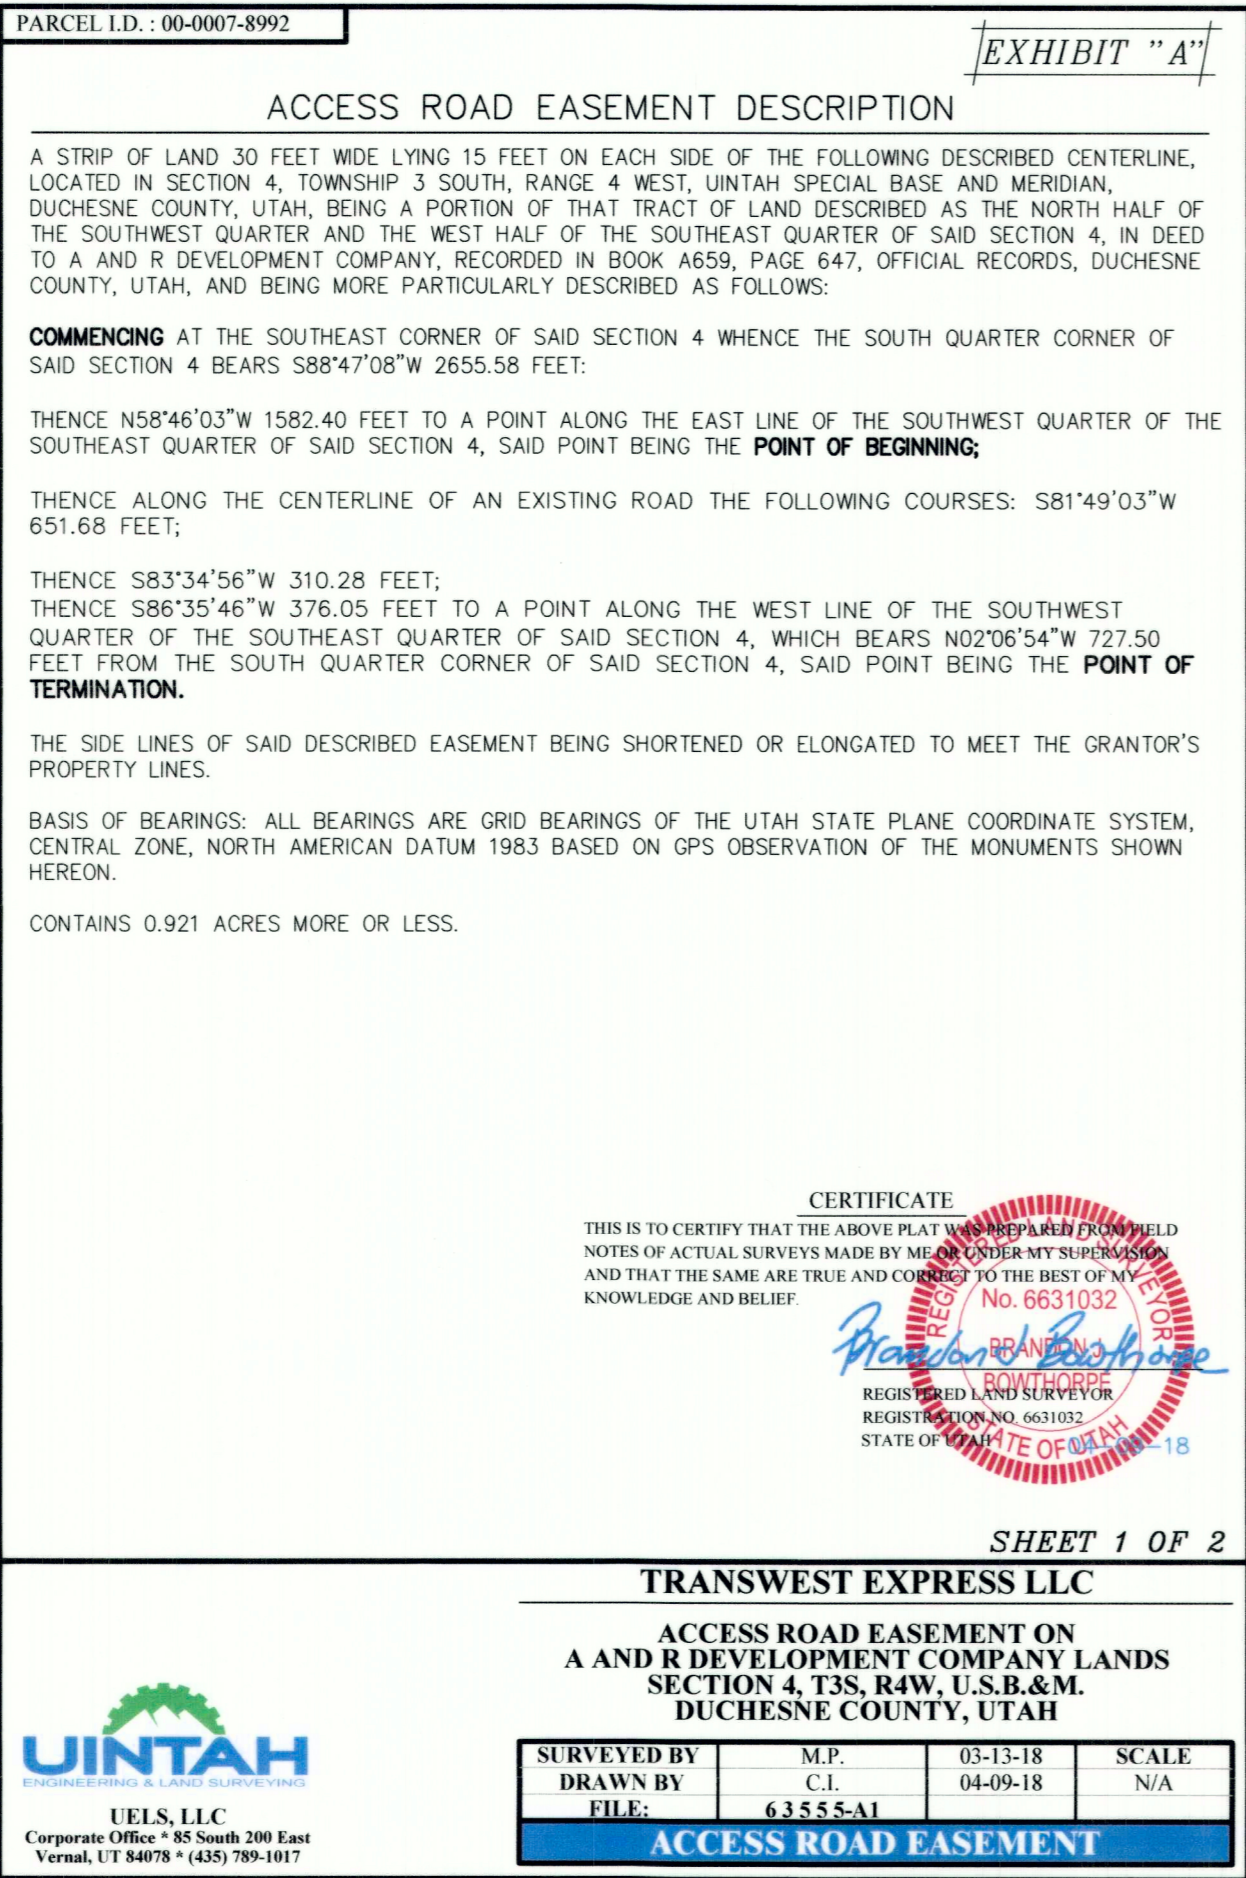 PARCEL I.D. : 00-0007-8992
EXHIBIT "A"
ACCESS ROAD EASEMENT DESCRIPTION
A STRIP OF LAND 30 FEET WIDE LYING 15 FEET ON EACH SIDE OF THE FOLLOWING DESCRIBED CENTERLINE,
LOCATED IN SECTION 4, TOWNSHIP 3 SOUTH, RANGE 4 WEST, UINTAH SPECIAL BASE AND MERIDIAN,
DUCHESNE COUNTY, UTAH, BEING A PORTION OF THAT TRACT OF LAND DESCRIBED AS THE NORTH HALF OF
THE SOUTHWEST QUARTER AND THE WEST HALF OF THE SOUTHEAST QUARTER OF SAID SECTION 4, IN DEED
TO A AND R DEVELOPMENT COMPANY, RECORDED IN BOOK A659, PAGE 647, OFFICIAL RECORDS, DUCHESNE
COUNTY, UTAH, AND BEING MORE PARTICULARLY DESCRIBED AS FOLLOWS:
COMMENCING AT THE SOUTHEAST CORNER OF SAID SECTION 4 WHENCE THE SOUTH QUARTER CORNER OF
SAID SECTION 4 BEARS S88°47'08"W 2655.58 FEET:
THENCE N58°46'03"W 1582.40 FEET TO A POINT ALONG THE EAST LINE OF THE SOUTHWEST QUARTER OF THE
SOUTHEAST QUARTER OF SAID SECTION 4, SAID POINT BEING THE POINT OF BEGINNING;
THENCE ALONG THE CENTERLINE OF AN EXISTING ROAD THE FOLLOWING COURSES: S81°49'03"W
651.68 FEET;
THENCE S83°34'56"W 310.28 FEET;
THENCE S86°35'46"W 376.05 FEET TO A POINT ALONG THE WEST LINE OF THE SOUTHWEST
QUARTER OF THE SOUTHEAST QUARTER OF SAID SECTION 4, WHICH BEARS N02°06'54"W 727.50
FEET FROM THE SOUTH QUARTER CORNER OF SAID SECTION 4, SAID POINT BEING THE POINT OF
TERMINATION.
THE SIDE LINES OF SAID DESCRIBED EASEMENT BEING SHORTENED OR ELONGATED TO MEET THE GRANTOR'S
PROPERTY LINES.
BASIS OF BEARINGS: ALL BEARINGS ARE GRID BEARINGS OF THE UTAH STATE PLANE COORDINATE SYSTEM,
CENTRAL ZONE, NORTH AMERICAN DATUM 1983 BASED ON GPS OBSERVATION OF THE MONUMENTS SHOWN
HEREON.
CONTAINS 0.921 ACRES MORE OR LESS.
CERTIFICATE
THIS IS TO CERTIFY THAT THE ABOVE PLAT WAS PREPARED FROM FIELD
NOTES OF ACTUAL SURVEYS MADE BY ME OR UNDER MY SUPERVISION
AND THAT THE SAME ARE TRUE AND CORRECT TO THE BEST OF MY
KNOWLEDGE AND BELIEF.
REGISTERED LAND SURVEYOR
No. 6631032
BRANDON J.
BOWTHORPE
STATE OF UTAH
Brandon J Bowthorpe
REGISTERED LAND SURVEYOR
REGISTRATION NO. 6631032
STATE OF UTAH
SHEET 1 OF 2
TRANSWEST EXPRESS LLC
ACCESS ROAD EASEMENT ON
A AND R DEVELOPMENT COMPANY LANDS
SECTION 4, T3S, R4W, U.S.B.&M.
DUCHESNE COUNTY, UTAH
SURVEYED BY M.P. 03-13-18 SCALE
DRAWN BY C.I. 04-09-18 N/A
FILE: 63555-A1
ACCESS ROAD EASEMENT
UINTAH
ENGINEERING & LAND SURVEYING
UELS, LLC
Corporate Office * 85 South 200 East
Vernal, UT 84078 * (435) 789-1017